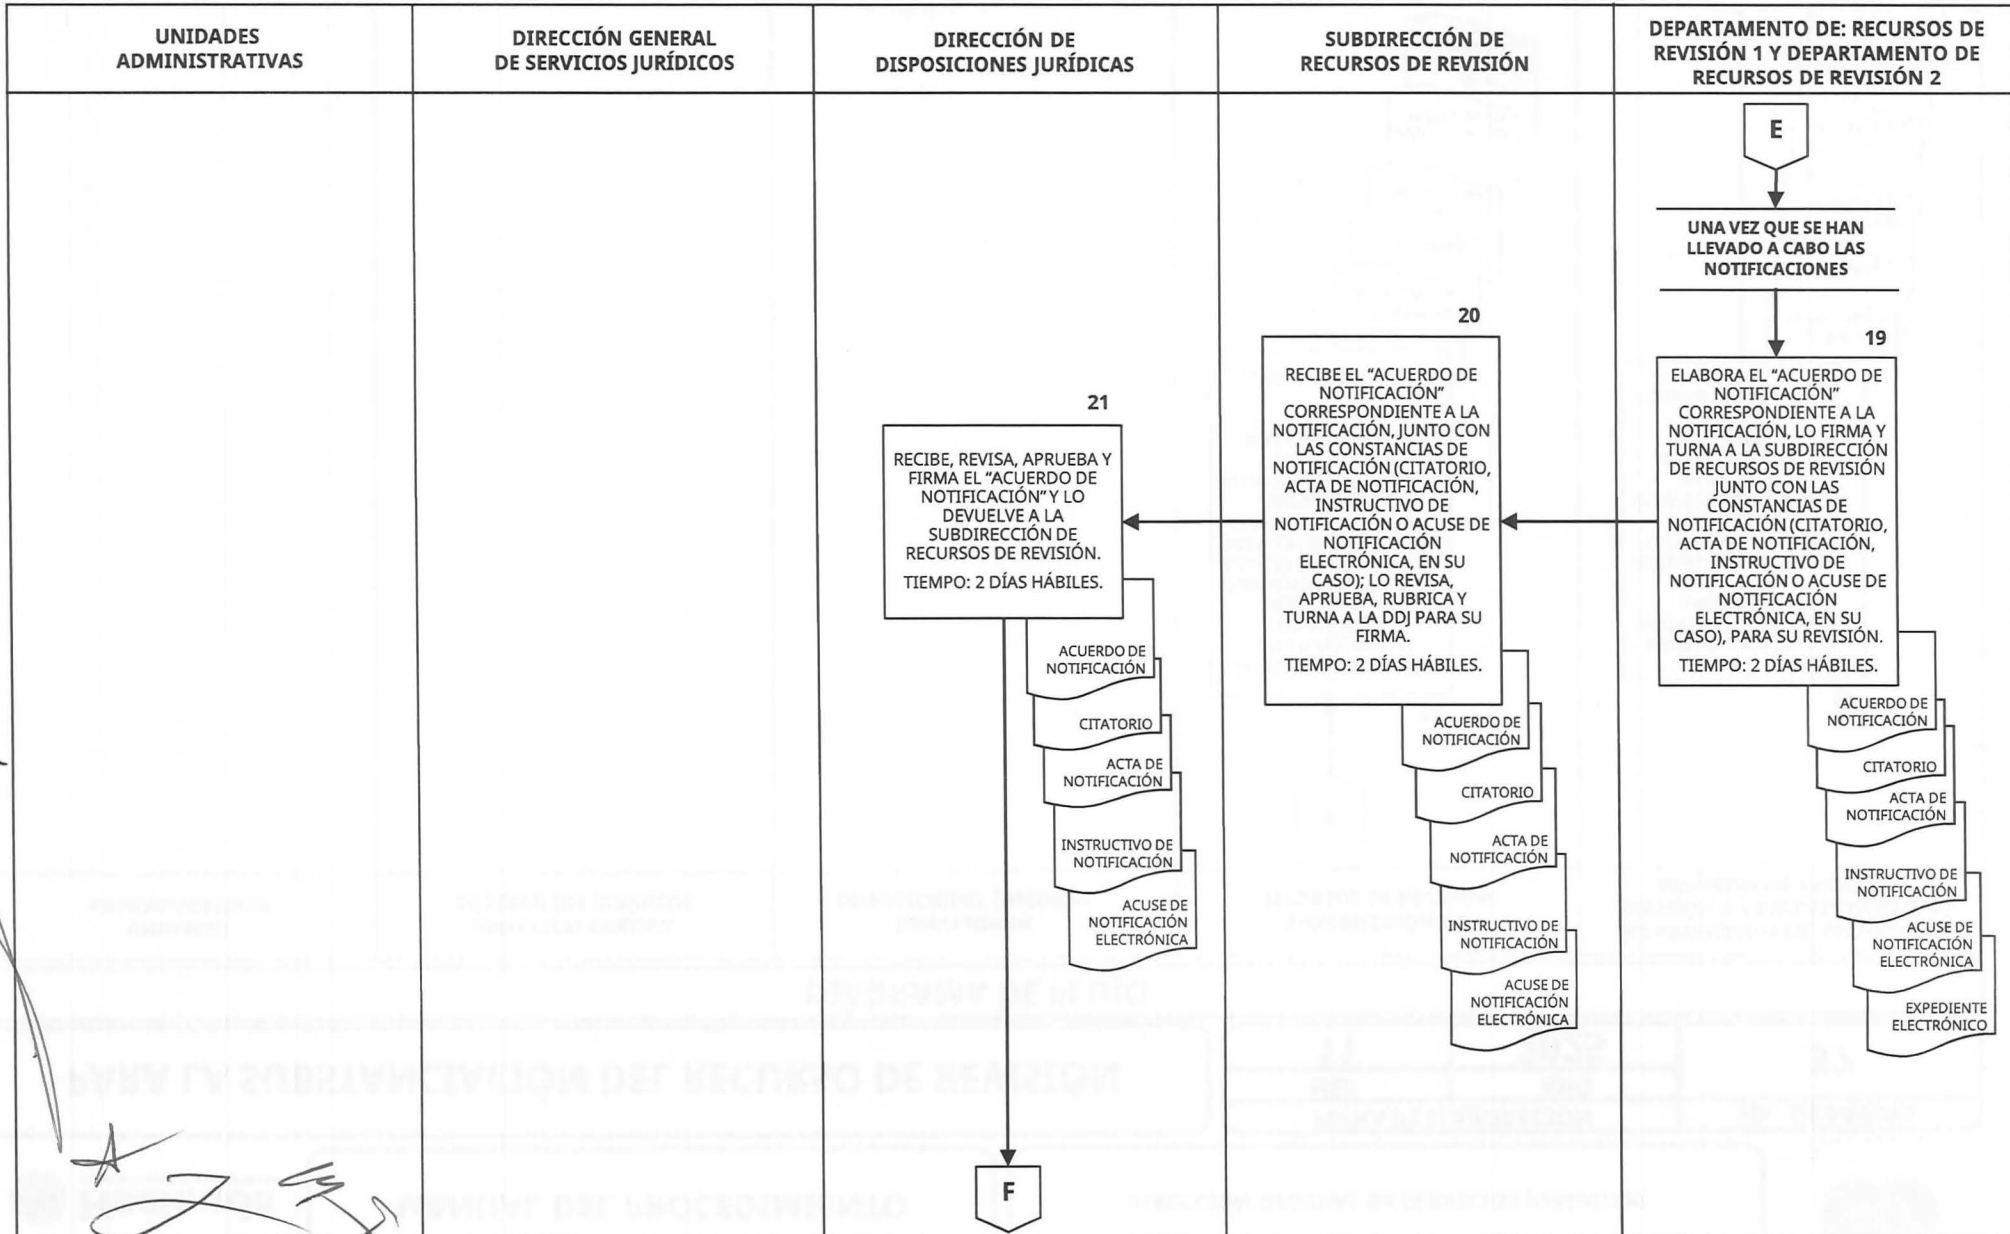 UNIDADES
ADMINISTRATIVAS
DIRECCIÓN GENERAL
DE SERVICIOS JURÍDICOS
DIRECCIÓN DE
DISPOSICIONES JURÍDICAS
SUBDIRECCIÓN DE
RECURSOS DE REVISIÓN
DEPARTAMENTO DE: RECURSOS DE
REVISIÓN 1 Y DEPARTAMENTO DE
RECURSOS DE REVISIÓN 2
E
UNA VEZ QUE SE HAN
LLEVADO A CABO LAS
NOTIFICACIONES
19
ELABORA EL “ACUERDO DE
NOTIFICACIÓN”
CORRESPONDIENTE A LA
NOTIFICACIÓN, LO FIRMA Y
TURNA A LA SUBDIRECCIÓN
DE RECURSOS DE REVISIÓN
JUNTO CON LAS
CONSTANCIAS DE
NOTIFICACIÓN (CITATORIO,
ACTA DE NOTIFICACIÓN,
INSTRUCTIVO DE
NOTIFICACIÓN O ACUSE DE
NOTIFICACIÓN
ELECTRÓNICA, EN SU
CASO), PARA SU REVISIÓN.
TIEMPO: 2 DÍAS HÁBILES.
ACUERDO DE
NOTIFICACIÓN
CITATORIO
ACTA DE
NOTIFICACIÓN
INSTRUCTIVO DE
NOTIFICACIÓN
ACUSE DE
NOTIFICACIÓN
ELECTRÓNICA
EXPEDIENTE
ELECTRÓNICO
20
RECIBE EL “ACUERDO DE
NOTIFICACIÓN”
CORRESPONDIENTE A LA
NOTIFICACIÓN, JUNTO CON
LAS CONSTANCIAS DE
NOTIFICACIÓN (CITATORIO,
ACTA DE NOTIFICACIÓN,
INSTRUCTIVO DE
NOTIFICACIÓN O ACUSE DE
NOTIFICACIÓN
ELECTRÓNICA, EN SU
CASO); LO REVISA,
APRUEBA, RUBRICA Y
TURNA A LA DDJ PARA SU
FIRMA.
TIEMPO: 2 DÍAS HÁBILES.
ACUERDO DE
NOTIFICACIÓN
CITATORIO
ACTA DE
NOTIFICACIÓN
INSTRUCTIVO DE
NOTIFICACIÓN
ACUSE DE
NOTIFICACIÓN
ELECTRÓNICA
21
RECIBE, REVISA, APRUEBA Y
FIRMA EL “ACUERDO DE
NOTIFICACIÓN” Y LO
DEVUELVE A LA
SUBDIRECCIÓN DE
RECURSOS DE REVISIÓN.
TIEMPO: 2 DÍAS HÁBILES.
ACUERDO DE
NOTIFICACIÓN
CITATORIO
ACTA DE
NOTIFICACIÓN
INSTRUCTIVO DE
NOTIFICACIÓN
ACUSE DE
NOTIFICACIÓN
ELECTRÓNICA
F